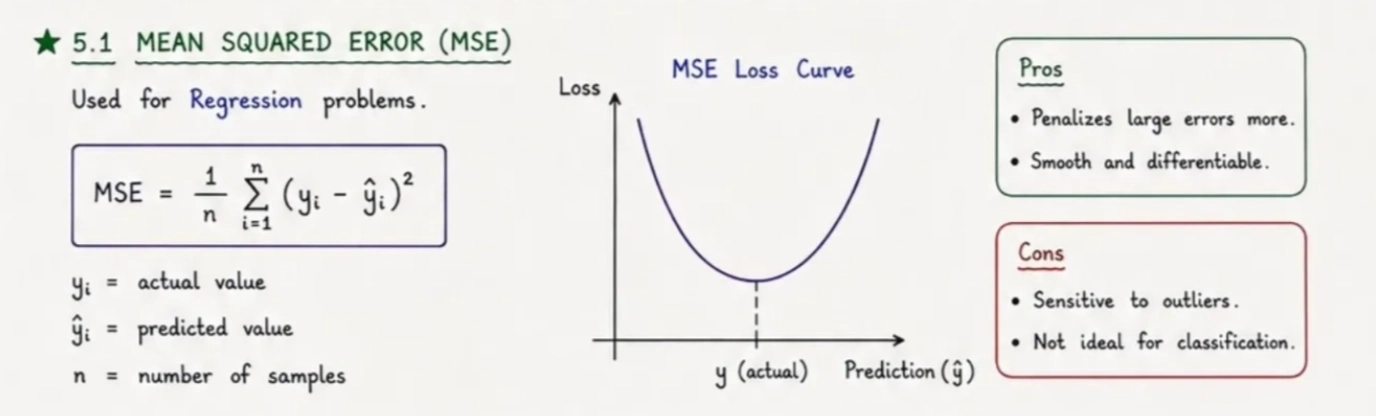 ★ 5.1 MEAN SQUARED ERROR (MSE)
Used for Regression problems.
MSE = 1/n n∑i=1 (yi - ŷi)²
yi = actual value
ŷi = predicted value
n = number of samples
MSE Loss Curve
Loss
y (actual)
Prediction (ŷ)
Pros
• Penalizes large errors more.
• Smooth and differentiable.
Cons
• Sensitive to outliers.
• Not ideal for classification.